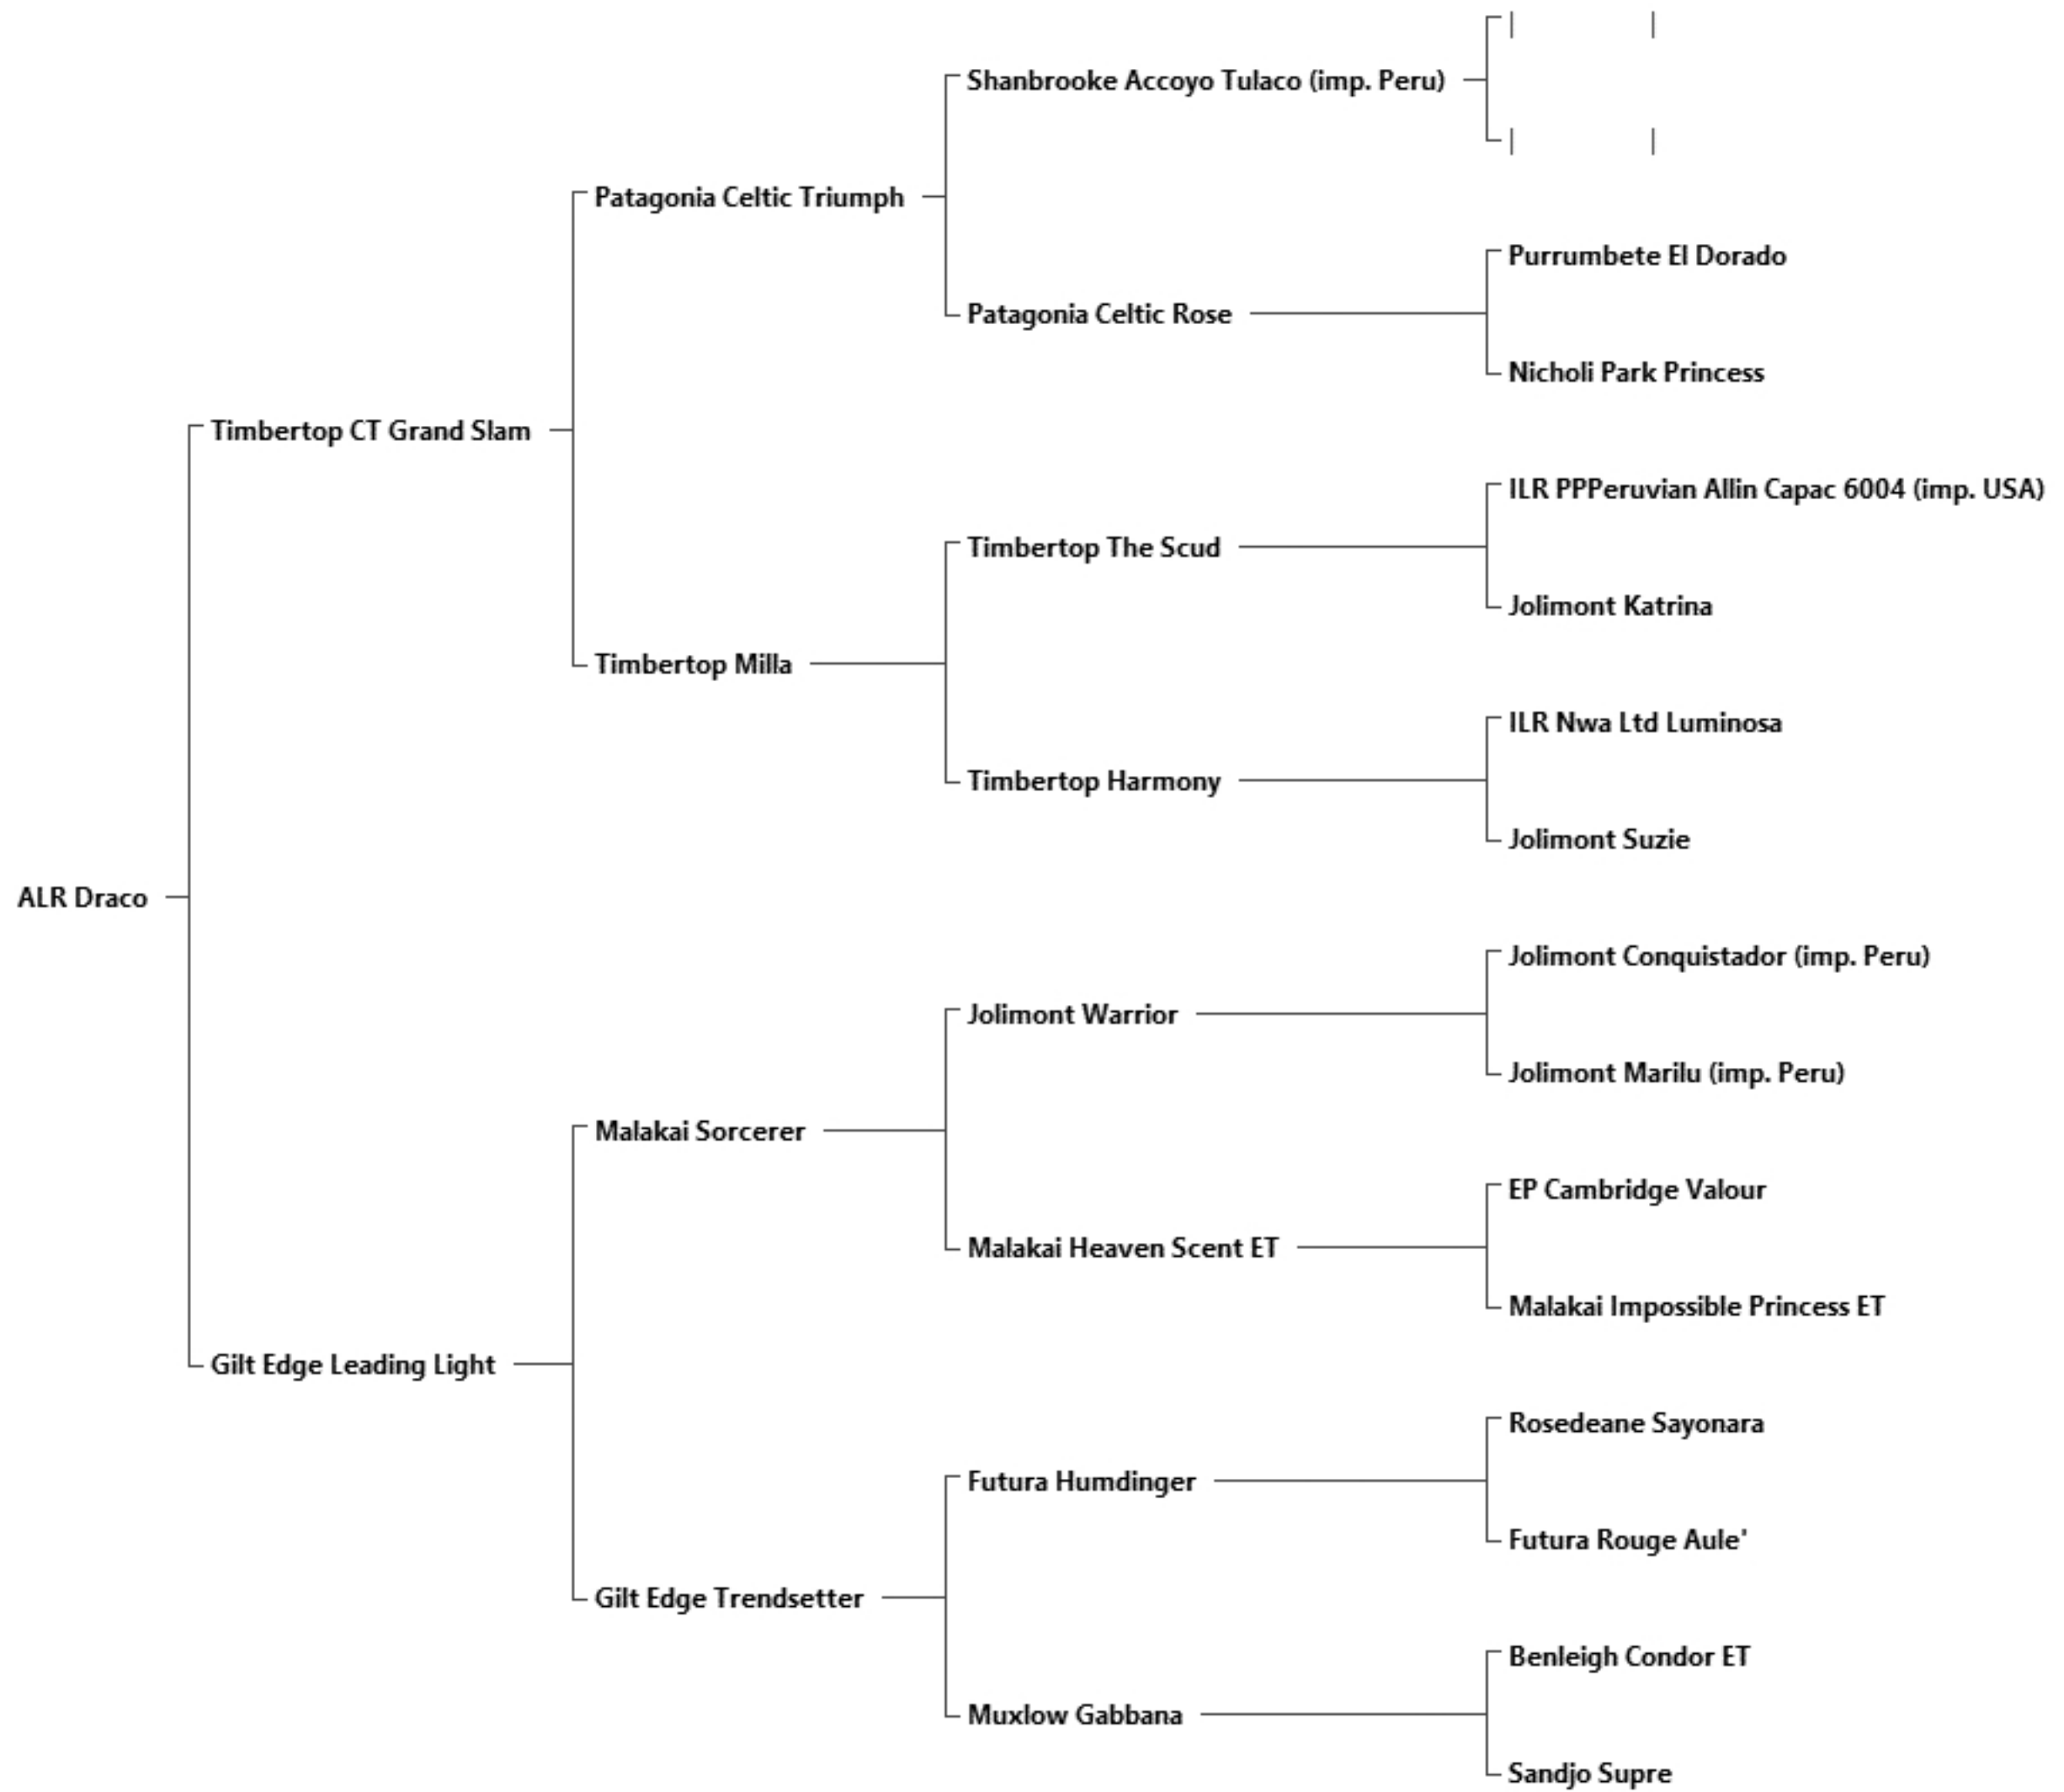 Shanbrooke Accoyo Tulaco (imp. Peru)
Patagonia Celtic Triumph
Purrumbete El Dorado
Patagonia Celtic Rose
Nicholi Park Princess
Timbertop CT Grand Slam
ILR PPPeruvian Allin Capac 6004 (imp. USA)
Timbertop The Scud
Jolimont Katrina
Timbertop Milla
ILR Nwa Ltd Luminosa
Timbertop Harmony
Jolimont Suzie
ALR Draco
Jolimont Conquistador (imp. Peru)
Jolimont Warrior
Jolimont Marilu (imp. Peru)
Malakai Sorcerer
EP Cambridge Valour
Malakai Heaven Scent ET
Malakai Impossible Princess ET
Gilt Edge Leading Light
Rosedeane Sayonara
Futura Humdinger
Futura Rouge Aule'
Gilt Edge Trendsetter
Benleigh Condor ET
Muxlow Gabbana
Sandjo Supre